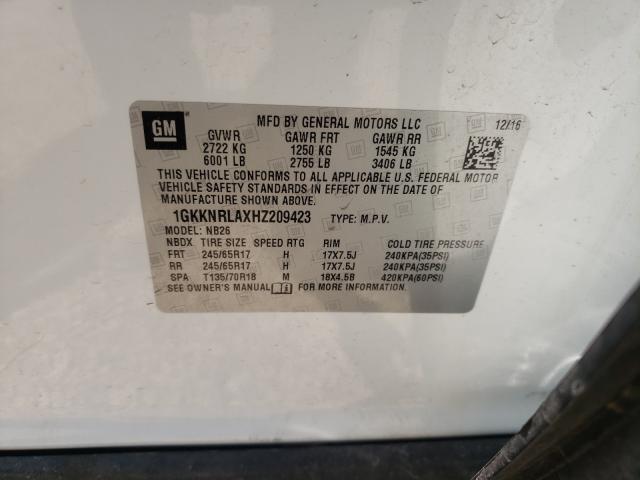 GM
MFD BY GENERAL MOTORS LLC 12/16
GVWR GAWR FRT GAWR RR
2722 KG 1250 KG 1545 KG
6001 LB 2755 LB 3406 LB
THIS VEHICLE CONFORMS TO ALL APPLICABLE U.S. FEDERAL MOTOR
VEHICLE SAFETY STANDARDS IN EFFECT ON THE DATE OF
MANUFACTURE SHOWN ABOVE.
1GKKNRLAXHZ209423 TYPE: M.P.V.
MODEL: NB26
NBDX TIRE SIZE SPEED RTG RIM COLD TIRE PRESSURE
FRT 245/65R17 H 17X7.5J 240KPA(35PSI)
RR 245/65R17 H 17X7.5J 240KPA(35PSI)
SPA T135/70R18 M 18X4.5B 420KPA(60PSI)
SEE OWNER'S MANUAL FOR MORE INFORMATION.